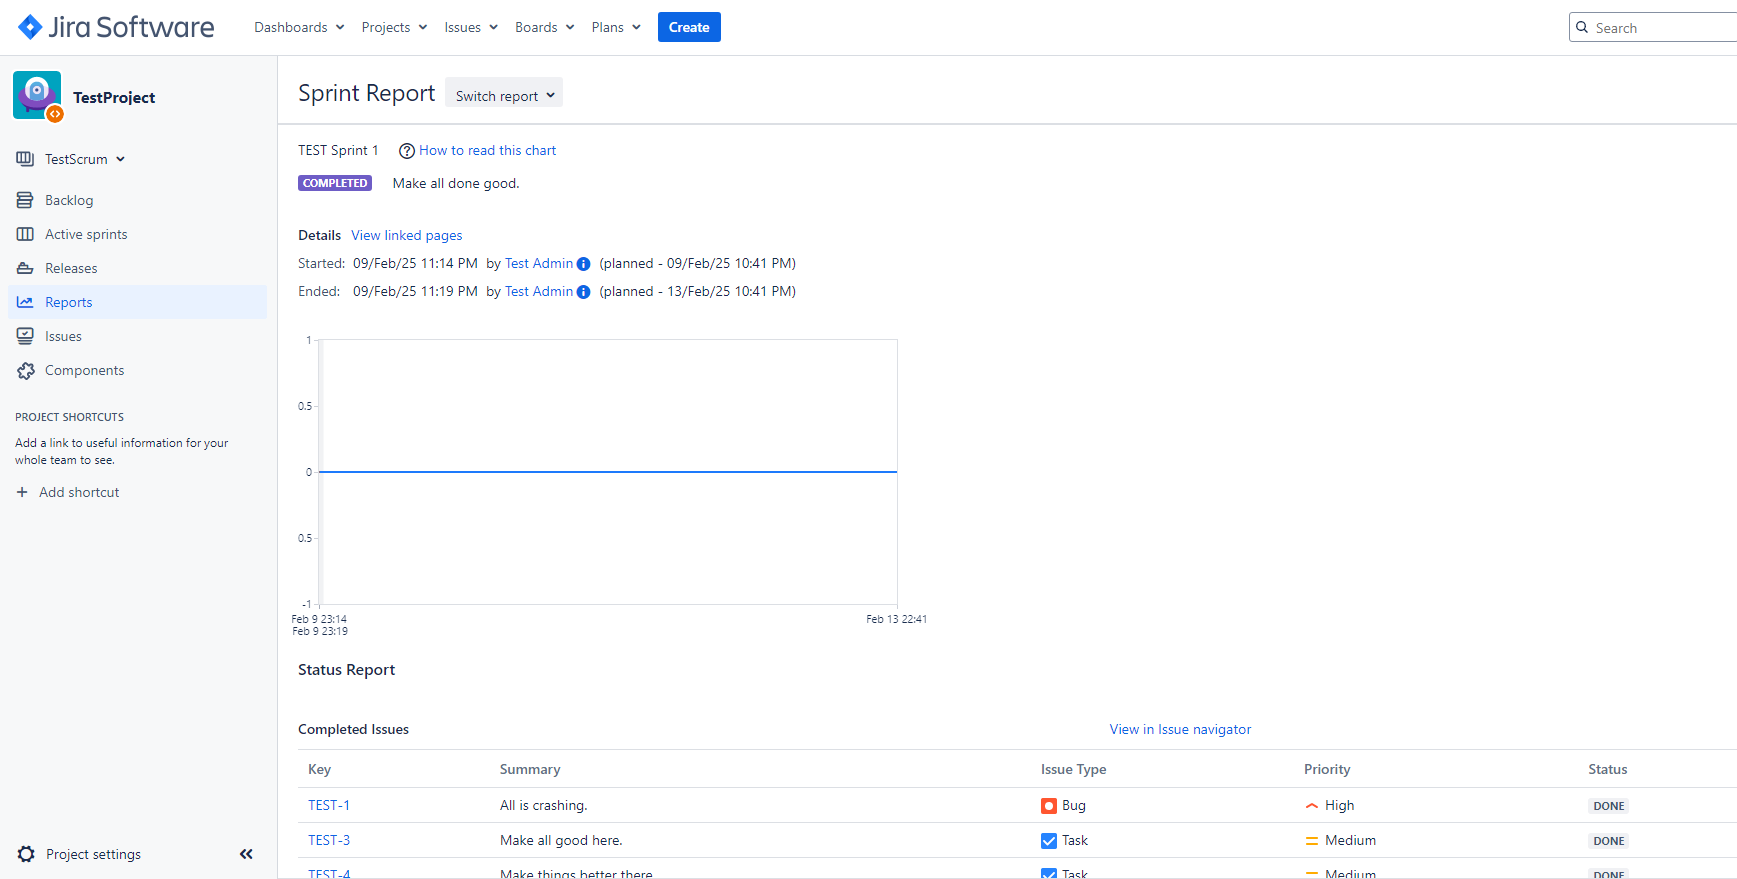 Jira Software
Dashboards Projects Issues Boards Plans Create Search
TestProject
TestScrum
Backlog
Active sprints
Releases
Reports
Issues
Components
PROJECT SHORTCUTS
Add a link to useful information for your
whole team to see.
+ Add shortcut
Project settings
Sprint Report Switch report
TEST Sprint 1 How to read this chart
COMPLETED Make all done good.
Details View linked pages
Started: 09/Feb/25 11:14 PM by Test Admin (planned - 09/Feb/25 10:41 PM)
Ended: 09/Feb/25 11:19 PM by Test Admin (planned - 13/Feb/25 10:41 PM)
1
0.5
0
0.5
-1
Feb 9 23:14 Feb 13 22:41
Feb 9 23:19
Status Report
Completed Issues View in Issue navigator
Key Summary Issue Type Priority Status
TEST-1 All is crashing. Bug High DONE
TEST-3 Make all good here. Task Medium DONE
TEST-4 Make things better there Task Medium DONE